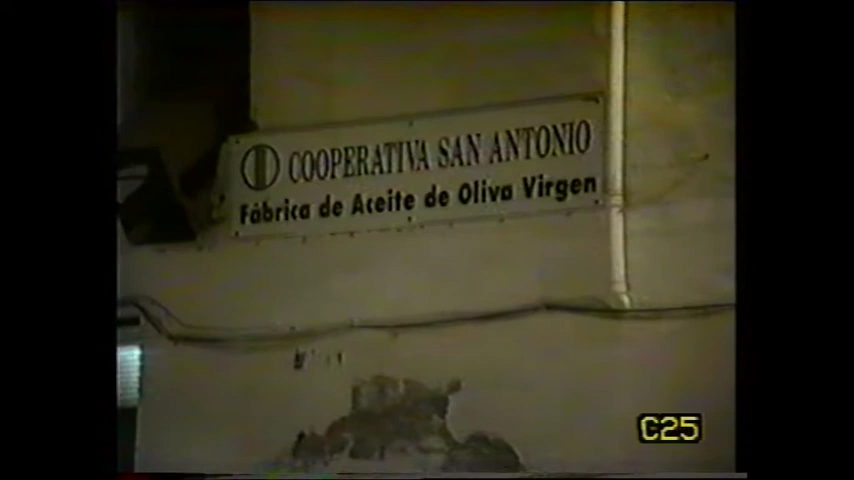 COOPERATIVA SAN ANTONIO
Fábrica de Aceite de Oliva Virgen
C25